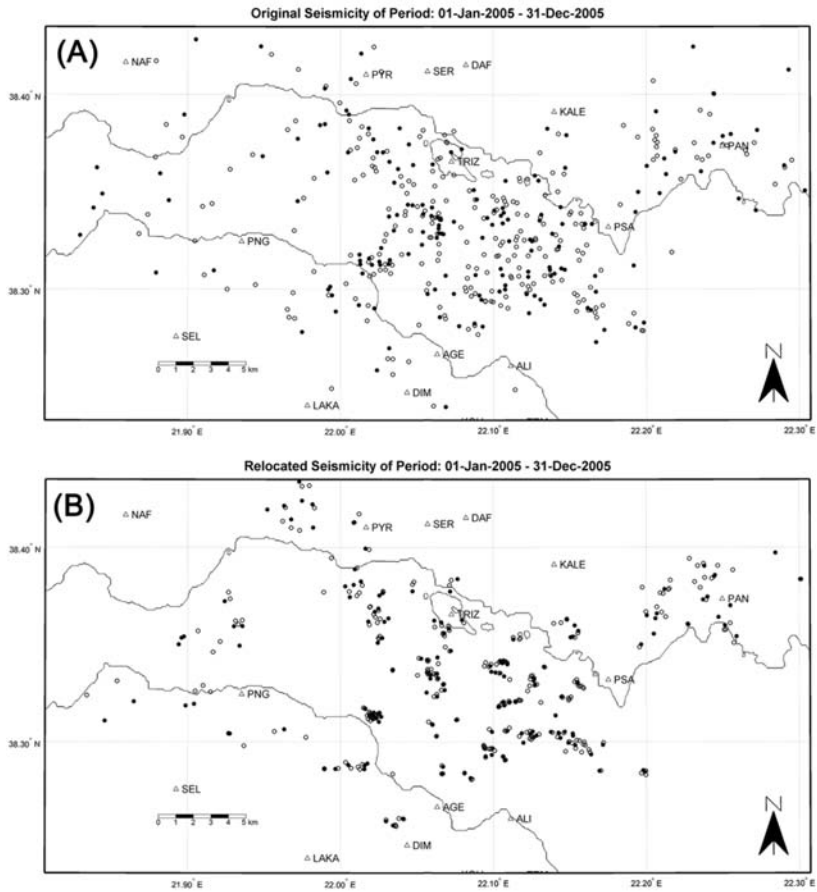 Original Seismicity of Period: 01-Jan-2005 - 31-Dec-2005
(A)
NAF
PYR
SER
DAF
KALE
38.40° N
TRIZ
PAN
PSA
PNG
38.30° N
SEL
AGE
ALI
0 1 2 3 4 5 km
DIM
LAKA
N
21.90° E
22.00° E
22.10° E
22.20° E
22.30° E
Relocated Seismicity of Period: 01-Jan-2005 - 31-Dec-2005
(B)
NAF
PYR
SER
DAF
KALE
38.40° N
TRIZ
PAN
PSA
PNG
38.30° N
SEL
AGE
ALI
0 1 2 3 4 5 km
DIM
LAKA
N
21.90° E
22.00° E
22.10° E
22.20° E
22.30° E